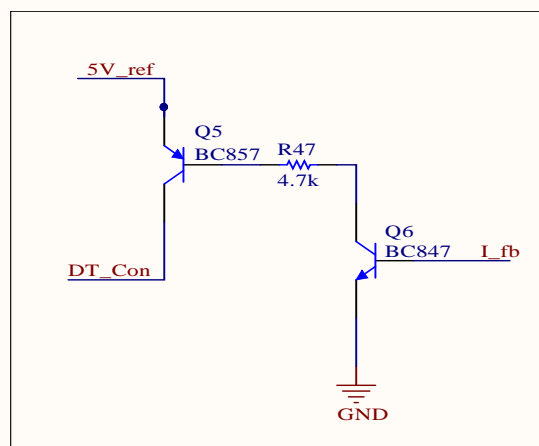 5V_ref
Q5
BC857
R47
4.7k
Q6
BC847
I_fb
DT_Con
GND